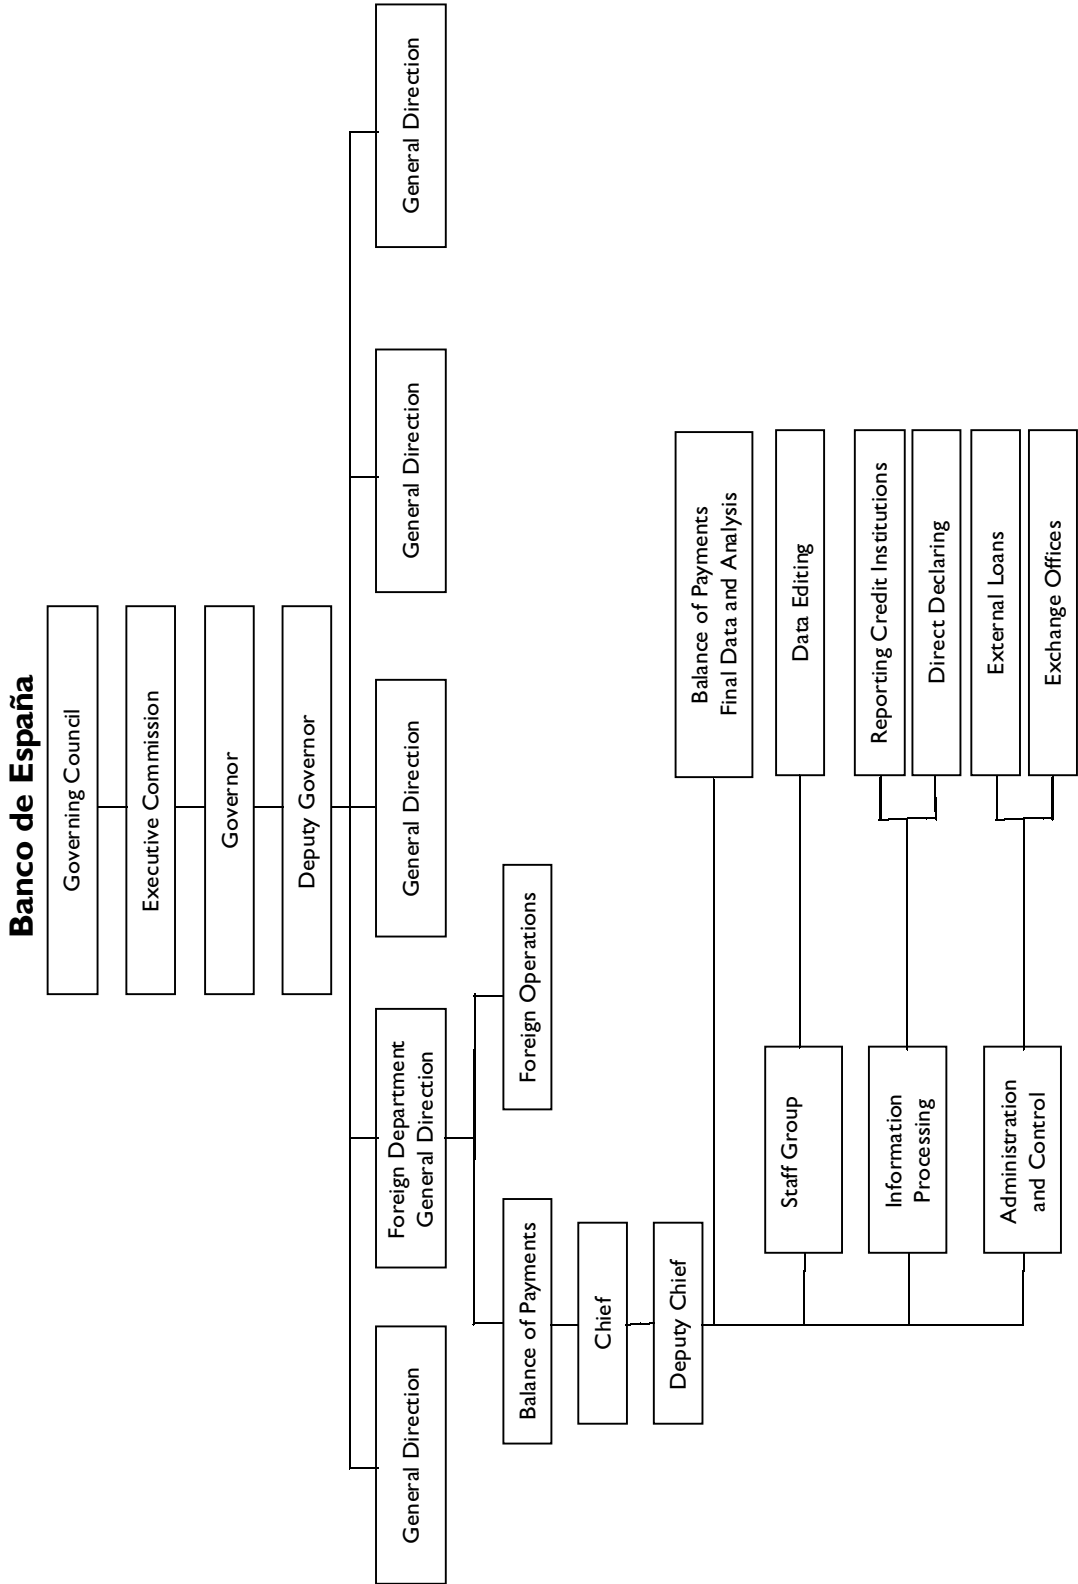 Banco de España
Governing Council
Executive Commission
Governor
Deputy Governor
General Direction
Foreign Department
General Direction
General Direction
General Direction
General Direction
Balance of Payments
Foreign Operations
Chief
Deputy Chief
Balance of Payments
Final Data and Analysis
Staff Group
Data Editing
Information
Processing
Reporting Credit Institutions
Direct Declaring
Administration
and Control
External Loans
Exchange Offices